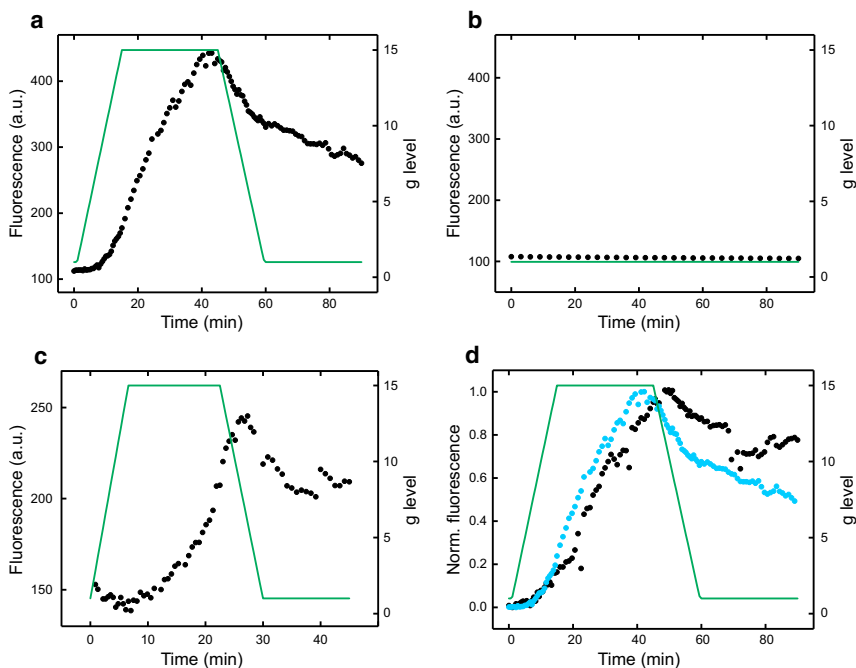 a
400
300
200
100
Fluorescence (a.u.)
0 20 40 60 80
Time (min)
15
10
5
0
g level
b
400
300
200
100
Fluorescence (a.u.)
0 20 40 60 80
Time (min)
15
10
5
0
g level
c
250
200
150
Fluorescence (a.u.)
0 10 20 30 40
Time (min)
15
10
5
0
g level
d
1.0
0.8
0.6
0.4
0.2
0.0
Norm. fluorescence
0 20 40 60 80
Time (min)
15
10
5
0
g level